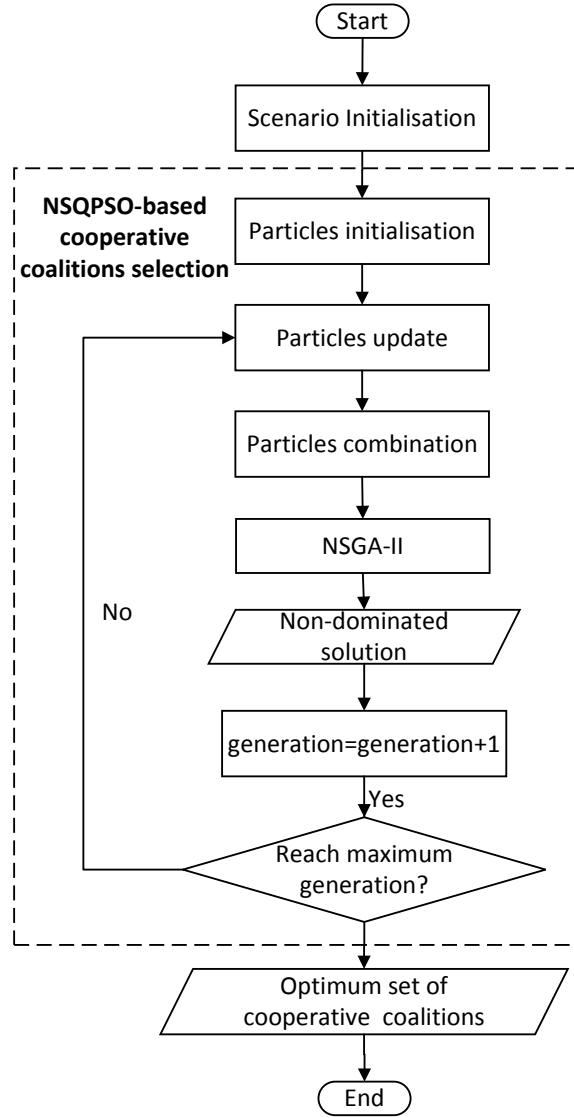 Start
Scenario Initialisation
NSQPSO-based
cooperative
coalitions selection
Particles initialisation
Particles update
Particles combination
NSGA-II
No
Non-dominated
solution
generation=generation+1
Yes
Reach maximum
generation?
Optimum set of
cooperative coalitions
End